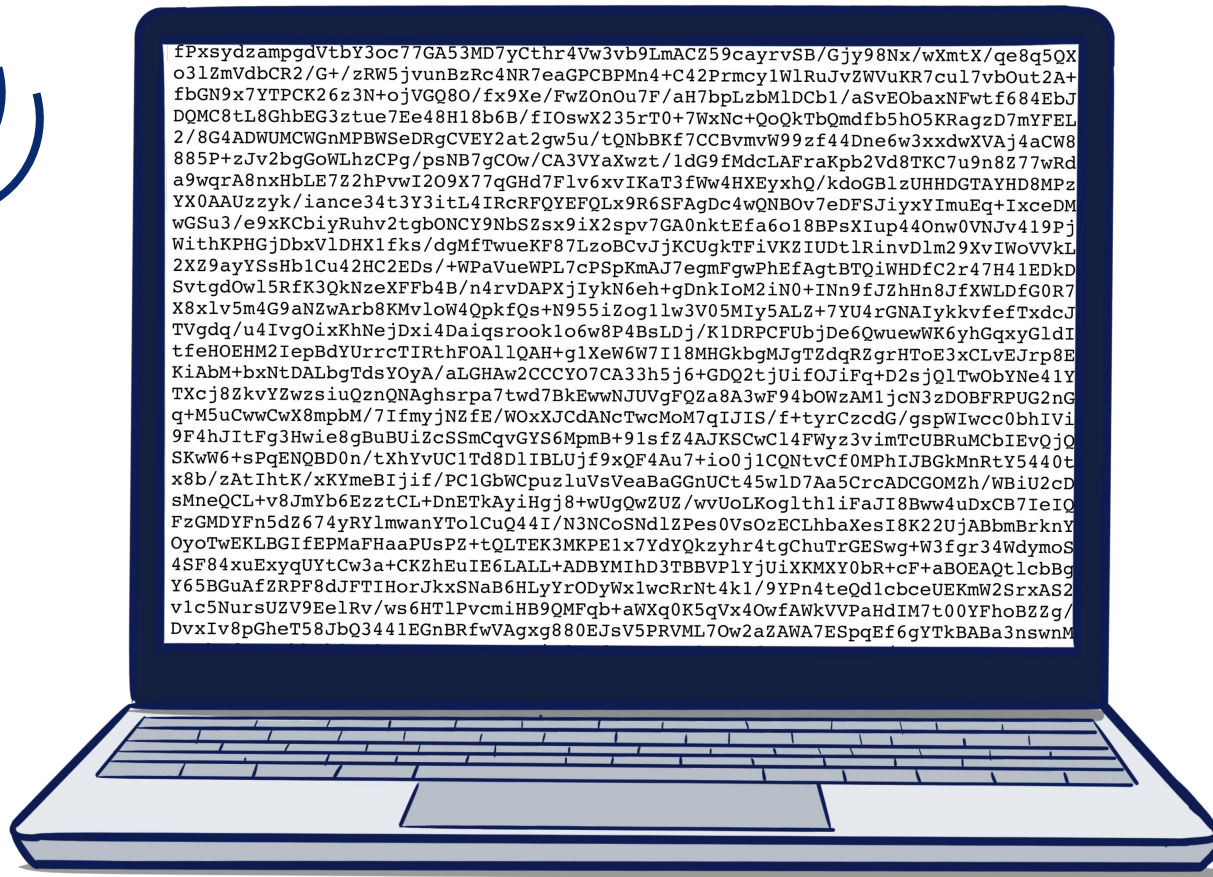 fPxsydzampgdVtbY3oc77GA53MD7yCthr4Vw3vb9LmACZ59cayrvSB/Gjy98Nx/wXmtX/qe8q5QX
o3lZmVdbCR2/G+/zRW5jvunBzRc4NR7eaGPCBPMn4+C42Prmcy1WlRuJvZWVuKR7cul7vbOut2A+
fbGN9x7YTPCK26z3N+ojVGQ8O/fx9Xe/FwZOnOu7F/aH7bpLzbMlDCb1/aSvEObaxNFwtf684EbJ
DQMC8tL8GhbEG3ztue7Ee48H18b6B/fIOswX235rT0+7WxNc+QoQkTbQmdfb5hO5KRagzD7mYFEL
2/8G4ADWUMCWGnMPBWSeDRgCVEY2at2gw5u/tQNbBKf7CCBvmvW99zf44Dne6w3xxdwXVAj4aCW8
885P+zJv2bgGoWLhzCPg/psNB7gCOw/CA3VYaXwzt/1dG9fMdcLAFraKpb2Vd8TKC7u9n8Z77wRd
a9wqrA8nxHbLE7Z2hPvwI2O9X77qGHd7Flv6xvIKaT3fWw4HXEyxhQ/kdoGBlzUHHDGTAYHD8MPz
YX0AAUzzyk/iance34t3Y3itL4IRcRFQYEFQLx9R6SFAgDc4wQNBOv7eDFSJiyxYImuEq+IxceDM
wGSu3/e9xKCbiyRuhv2tgbONCY9NbSZsx9iX2spv7GA0nktEfa6o18BPsXIup44Onw0VNJv419Pj
WithKPHGjDbxVlDHX1fks/dgMfTwueKF87LzoBCvJjKCUgkTFiVKZIUDtlRinvDlm29XvIWoVVkL
2XZ9ayYSsHb1Cu42HC2EDs/+WPaVueWPL7cPSpKmAJ7egmFgwPhEfAgtBTQiWHDfC2r47H41EDkD
SvtgdOwl5RfK3QkNzeXFFb4B/n4rvDAPXjIykN6eh+gDnkIoM2iN0+INn9fJZhHn8JfXWLDfG0R7
X8xlv5m4G9aNZwArb8KMvloW4QpkfQs+N955iZog1lw3V05MIy5ALZ+7YU4rGNAIykkvfefTxdcJ
TVgdq/u4IvgOixKhNejDxi4Daiqsrook1o6w8P4BsLDj/K1DRPCFUbjDe6QwuewWK6yhGqxyGldI
tfeHOEHM2IepBdYUrrcTIRthFOAllQAH+g1XeW6W7I18MHGkbgMJgTZdqRZgrHToE3xCLvEJrp8E
KiAbM+bxNtDALbgTdsYOyA/aLGHAw2CCCYO7CA33h5j6+GDQ2tjUifOJiFq+D2sjQlTwObYNe41Y
TXcj8ZkvYZwzsiuQznQNAghsrpa7twd7BkEwwNJUVgFQZa8A3wF94bOWzAM1jcN3zDOBFRPUG2nG
q+M5uCwwCwX8mpbM/7IfmyjNZfE/WOxXJCdANcTwcMoM7qIJIS/f+tyrCzcdG/gspWIwcc0bhIVi
9F4hJItFg3Hwie8gBuBUiZcsSmCqvGYS6MpmB+91sfZ4AJKSCwCl4FWyz3vimTcUBRuMCbIEvQjQ
SKwW6+sPqENQBD0n/tXhYvUC1Td8DlIBLUjf9xQF4Au7+io0j1CQNtvCf0MPhIJBGkMnRtY5440t
x8b/zAtIhtK/xKYmeBIjif/PC1GbWCpuzluVsVeaBaGGnUCt45wlD7Aa5CrcADCGOMZh/WBiU2cD
sMneQCL+v8JmYb6EzztCL+DnETkAyiHgj8+wUgQwZUZ/wvUoLKoglth1iFaJI8Bww4uDxCB7IeIQ
FzGMDYFn5dZ674yRYlmwanYTolCuQ44I/N3NCoSNdlZPes0VsOzECLhbaXesI8K22UjABbmBrknY
OyoTwEKLBGIfEPMaFHaaPUsPZ+tQLTEK3MKPE1x7YdYQkzyhr4tgChuTrGESwg+W3fgr34WdymoS
4SF84xuExyqUYtCw3a+CKZhEuIE6LALL+ADBYMIhD3TBBVPlYjUiXKMXY0bR+cF+aBOEAQtlcbBg
Y65BGuAfZRPF8dJFTIHorJkxSNaB6HLyYrODyWx1wcRrNt4k1/9YPn4teQd1cbceUEKmW2SrxAS2
v1c5NursUZV9EelRv/ws6HTlPvcmiHB9QMFqb+aWXq0K5qVx4OwfAWkVVPaHdIM7t00YFhoBZZg/
DvxIv8pGheT58JbQ3441EGnBRfwVAgxg880EJsV5PRVML7Ow2aZAWA7ESpqEf6gYTkBABa3nswnM